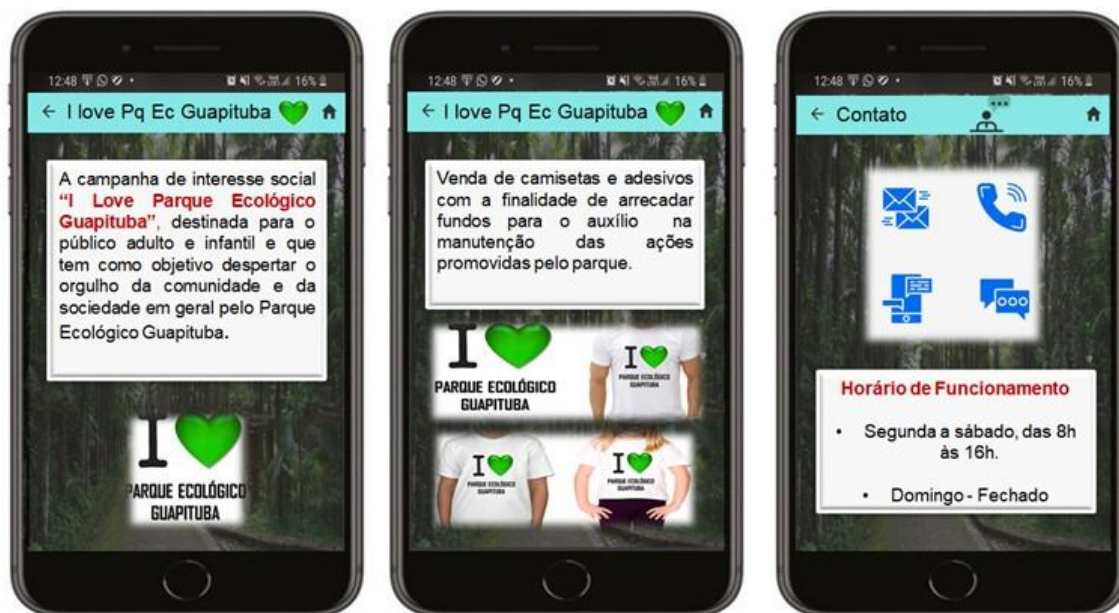 12:48
16%
I love Pq Ec Guapituba
A campanha de interesse social
“I Love Parque Ecológico
Guapituba”, destinada para o
público adulto e infantil e que
tem como objetivo despertar o
orgulho da comunidade e da
sociedade em geral pelo Parque
Ecológico Guapituba.
I
PARQUE ECOLÓGICO
GUAPITUBA
12:48
16%
I love Pq Ec Guapituba
Venda de camisetas e adesivos
com a finalidade de arrecadar
fundos para o auxílio na
manutenção das ações
promovidas pelo parque.
I
PARQUE ECOLÓGICO
GUAPITUBA
I
PARQUE ECOLÓGICO
GUAPITUBA
I
PARQUE ECOLÓGICO
GUAPITUBA
I
PARQUE ECOLÓGICO
GUAPITUBA
12:48
16%
Contato
Horário de Funcionamento
• Segunda a sábado, das 8h
às 16h.
• Domingo - Fechado